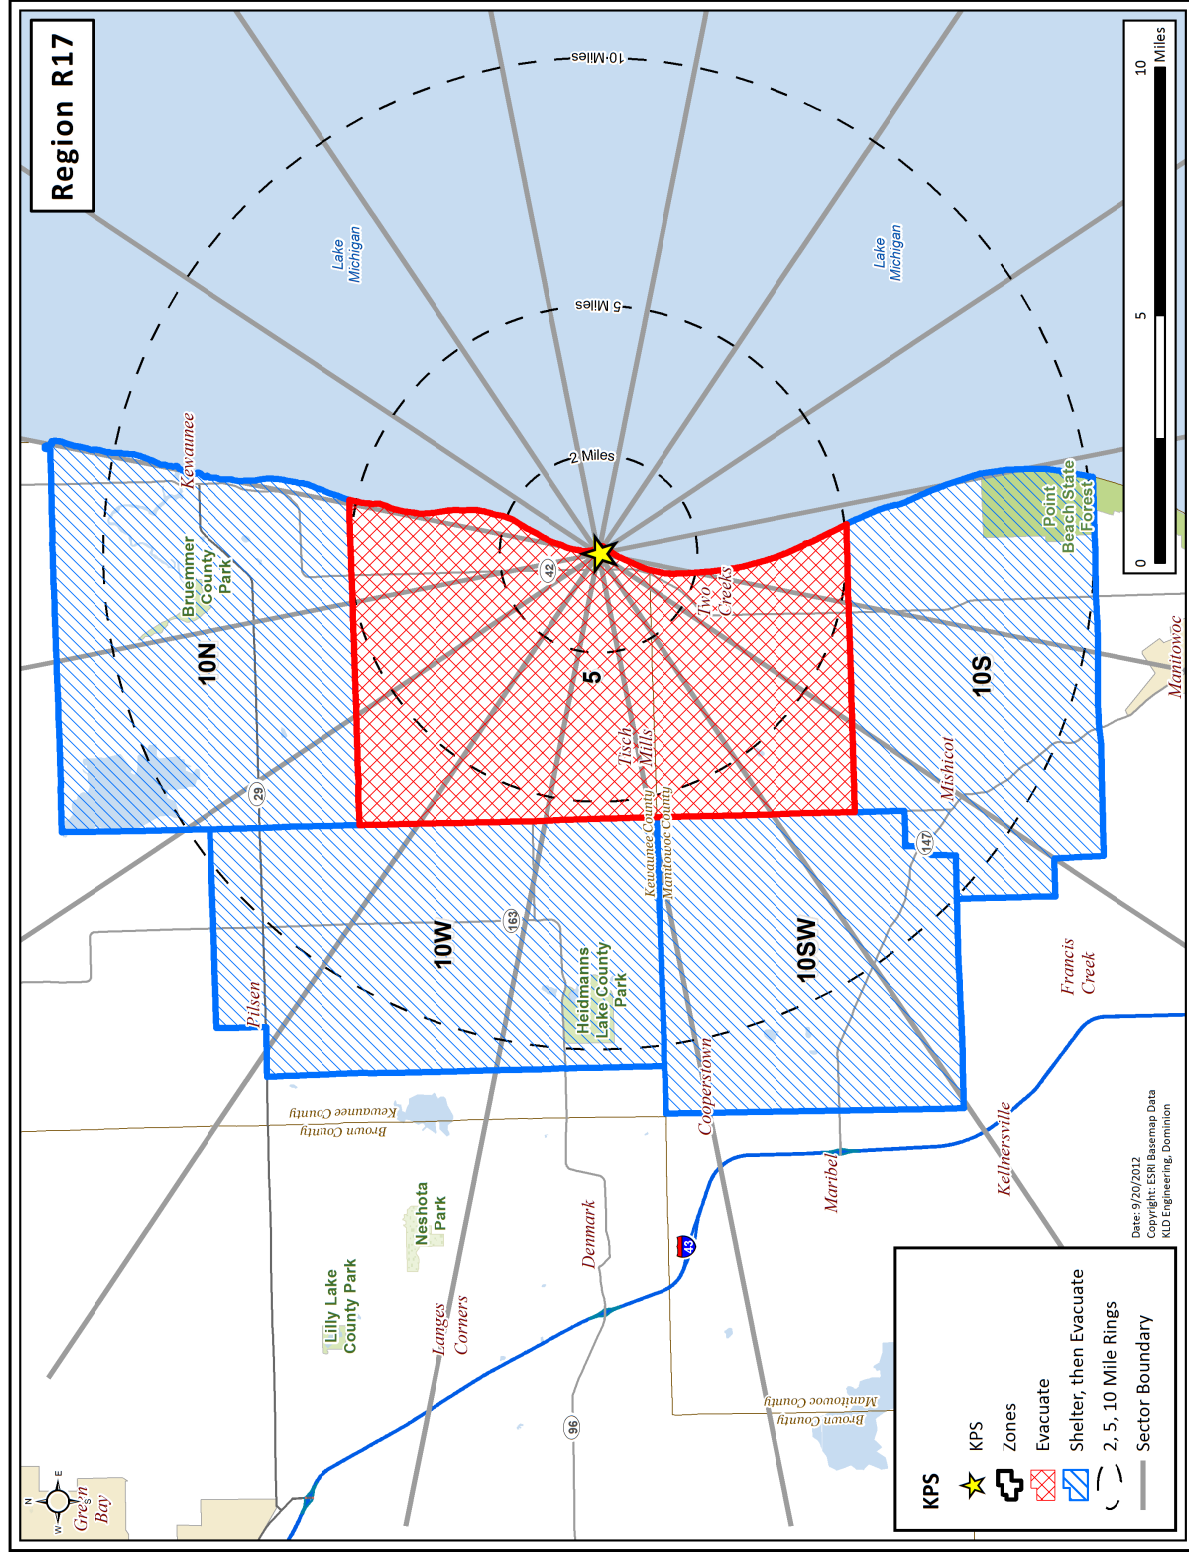 Region R17
10 Miles
5 Miles
2 Miles
Lake
Michigan
Lake
Michigan
Kewaunee
Bruemmer
County
Park
10N
29
42
5
Two
Creeks
Tisch
Mills
Kewaunee County
Manitowoc County
10S
Point
Beach State
Forest
Mishicot
Manitowoc
147
10W
163
Pilsen
Heidmanns
Lake County
Park
10SW
Cooperstown
Francis
Creek
Kewaunee County
Brown County
Neshota
Park
Lilly Lake
County Park
Langes
Corners
Denmark
43
Maribel
Kellnersville
96
Manitowoc County
Brown County
Green
Bay
N
E
S
W
0
5
10
Miles
Date: 9/20/2012
Copyright: ESRI Basemap Data
KLD Engineering, Dominion
KPS
KPS
Zones
Evacuate
Shelter, then Evacuate
2, 5, 10 Mile Rings
Sector Boundary